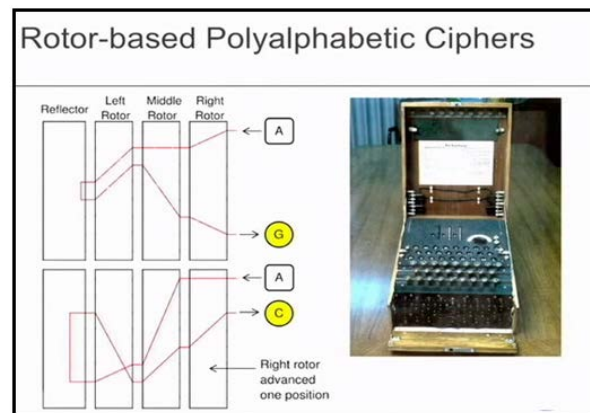 Rotor-based Polyalphabetic Ciphers
Reflector
Left
Rotor
Middle
Rotor
Right
Rotor
A
G
A
C
Right rotor
advanced
one position